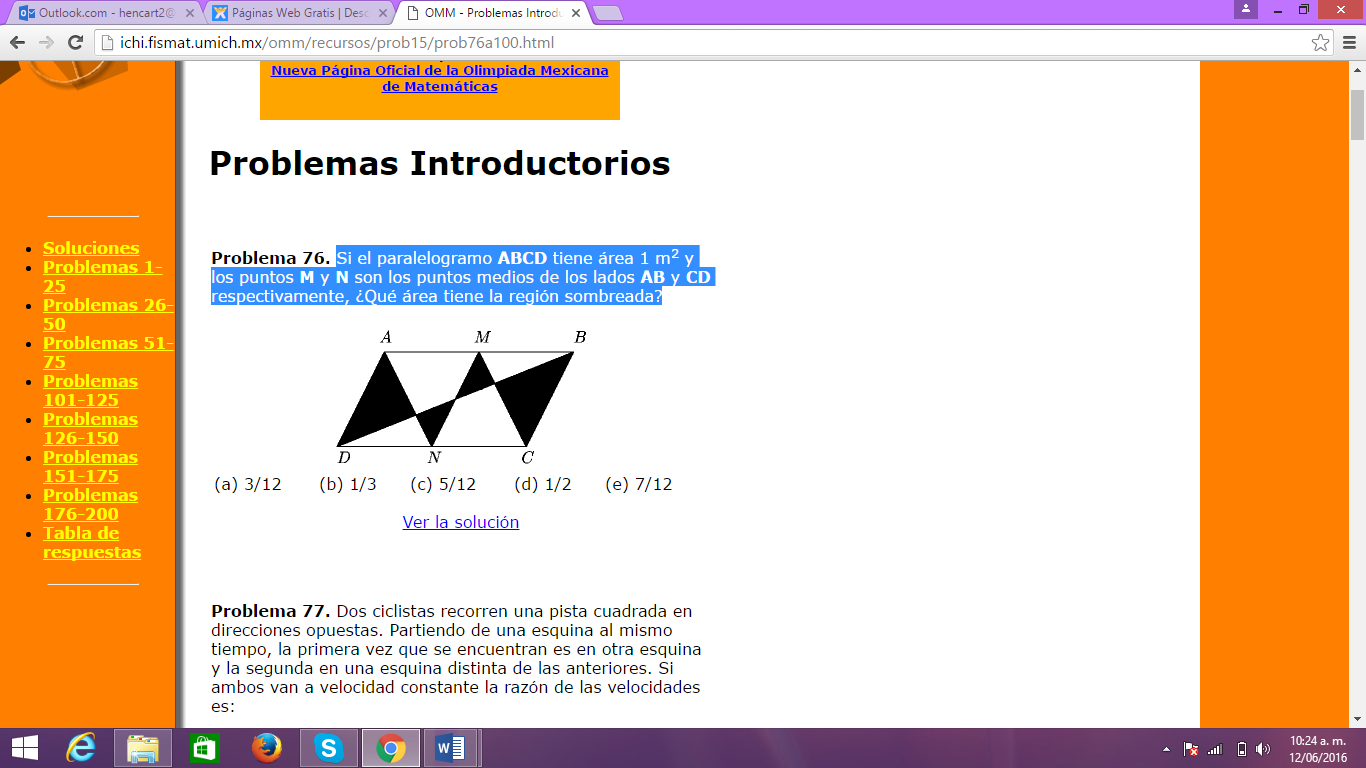 Outlook.com - hencart2@
Páginas Web Gratis | Desc
OMM - Problemas Introdu
ichi.fismat.umich.mx/omm/recursos/prob15/prob76a100.html
Nueva Página Oficial de la Olimpiada Mexicana
de Matemáticas
Soluciones
Problemas 1-
25
Problemas 26-
50
Problemas 51-
75
Problemas
101-125
Problemas
126-150
Problemas
151-175
Problemas
176-200
Tabla de
respuestas
Problemas Introductorios
Problema 76. Si el paralelogramo ABCD tiene área 1 m² y
los puntos M y N son los puntos medios de los lados AB y CD
respectivamente, ¿Qué área tiene la región sombreada?
A M B
D N C
(a) 3/12 (b) 1/3 (c) 5/12 (d) 1/2 (e) 7/12
Ver la solución
Problema 77. Dos ciclistas recorren una pista cuadrada en
direcciones opuestas. Partiendo de una esquina al mismo
tiempo, la primera vez que se encuentran es en otra esquina
y la segunda en una esquina distinta de las anteriores. Si
ambos van a velocidad constante la razón de las velocidades
es:
10:24 a. m.
12/06/2016